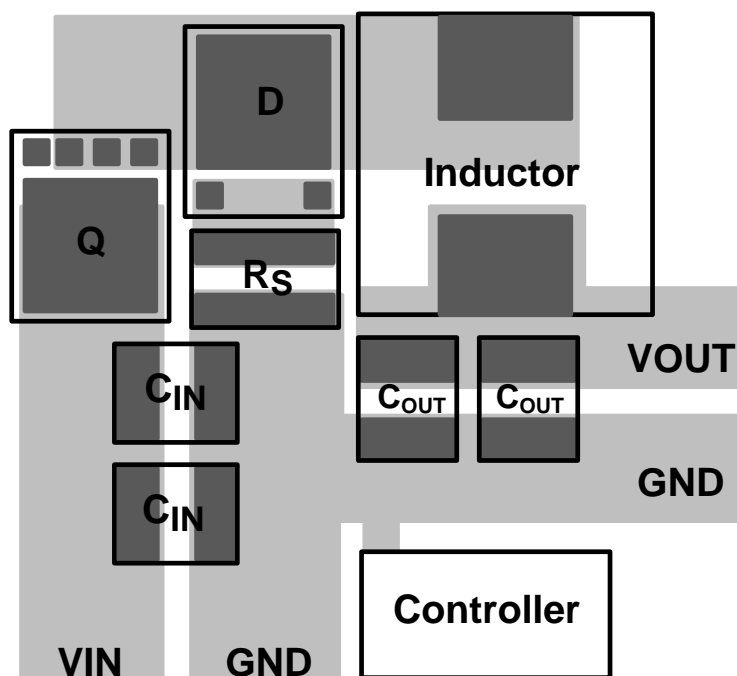 D
Inductor
Q
RS
VOUT
CIN
COUT
COUT
GND
CIN
Controller
VIN
GND